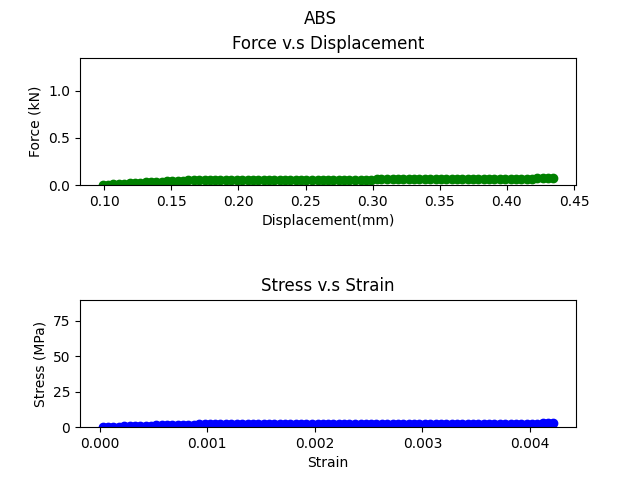 ABS
Force v.s Displacement
Force (kN)
1.0
0.5
0.0
0.10 0.15 0.20 0.25 0.30 0.35 0.40 0.45
Displacement(mm)
Stress v.s Strain
Stress (MPa)
75
50
25
0
0.000 0.001 0.002 0.003 0.004
Strain